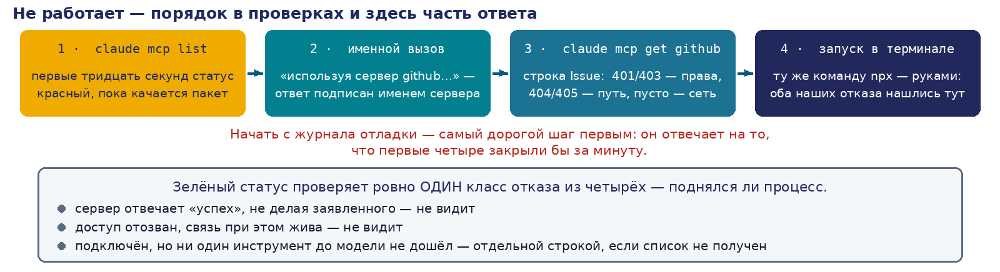 Не работает — порядок в проверках и здесь часть ответа
1 · claude mcp list
первые тридцать секунд статус
красный, пока качается пакет
2 · именной вызов
«используя сервер github…» —
ответ подписан именем сервера
3 · claude mcp get github
строка Issue: 401/403 — права,
404/405 — путь, пусто — сеть
4 · запуск в терминале
ту же команду npx — руками:
оба наших отказа нашлись тут
Начать с журнала отладки — самый дорогой шаг первым: он отвечает на то,
что первые четыре закрыли бы за минуту.
Зелёный статус проверяет ровно ОДИН класс отказа из четырёх — поднялся ли процесс.
сервер отвечает «успех», не делая заявленного — не видит
доступ отозван, связь при этом жива — не видит
подключён, но ни один инструмент до модели не дошёл — отдельной строкой, если список не получен